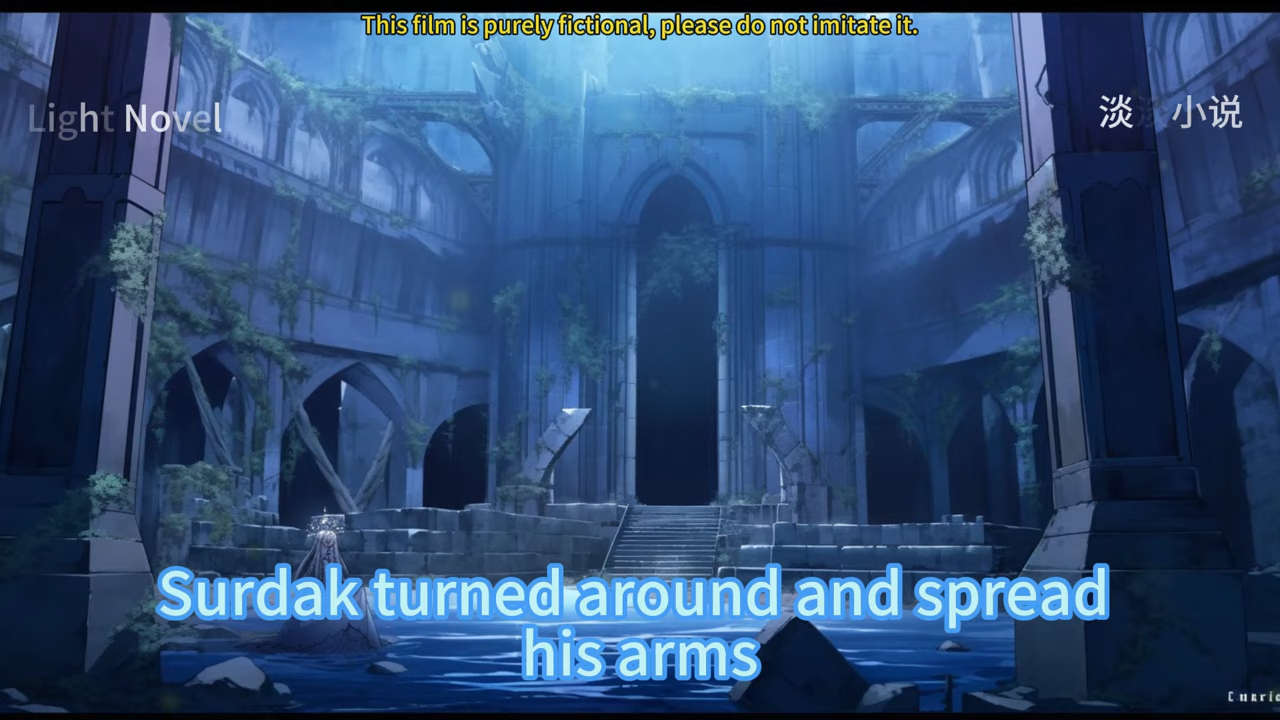 This film is purely fictional, please do not imitate it.
Light Novel
淡淡小说
Surdak turned around and spread
his arms